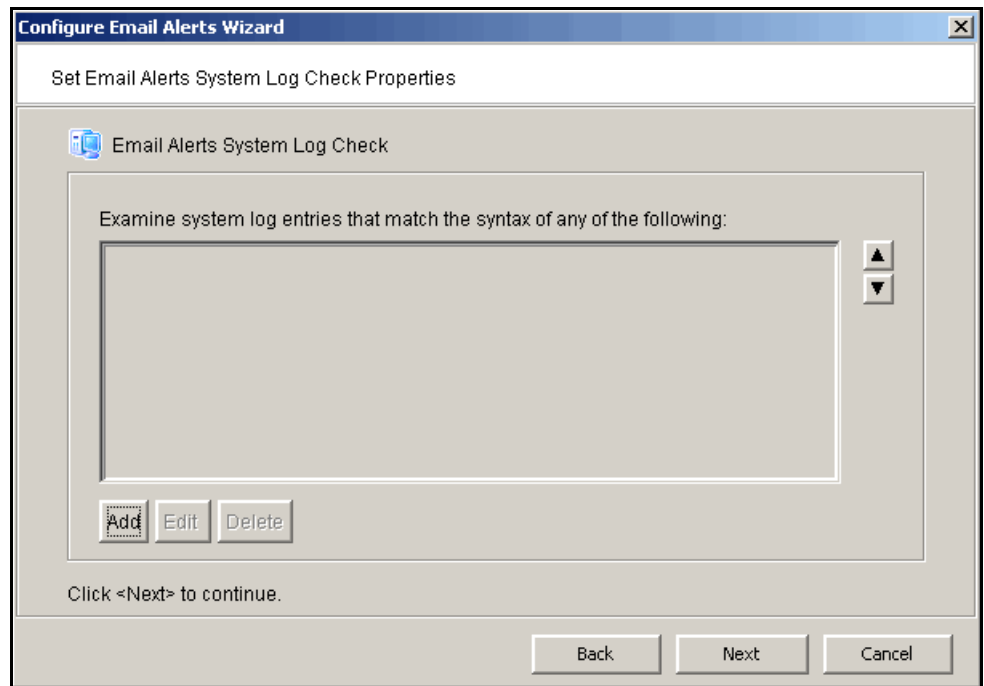 Configure Email Alerts Wizard
Set Email Alerts System Log Check Properties
Email Alerts System Log Check
Examine system log entries that match the syntax of any of the following:
Add Edit Delete
Click <Next> to continue.
Back Next Cancel